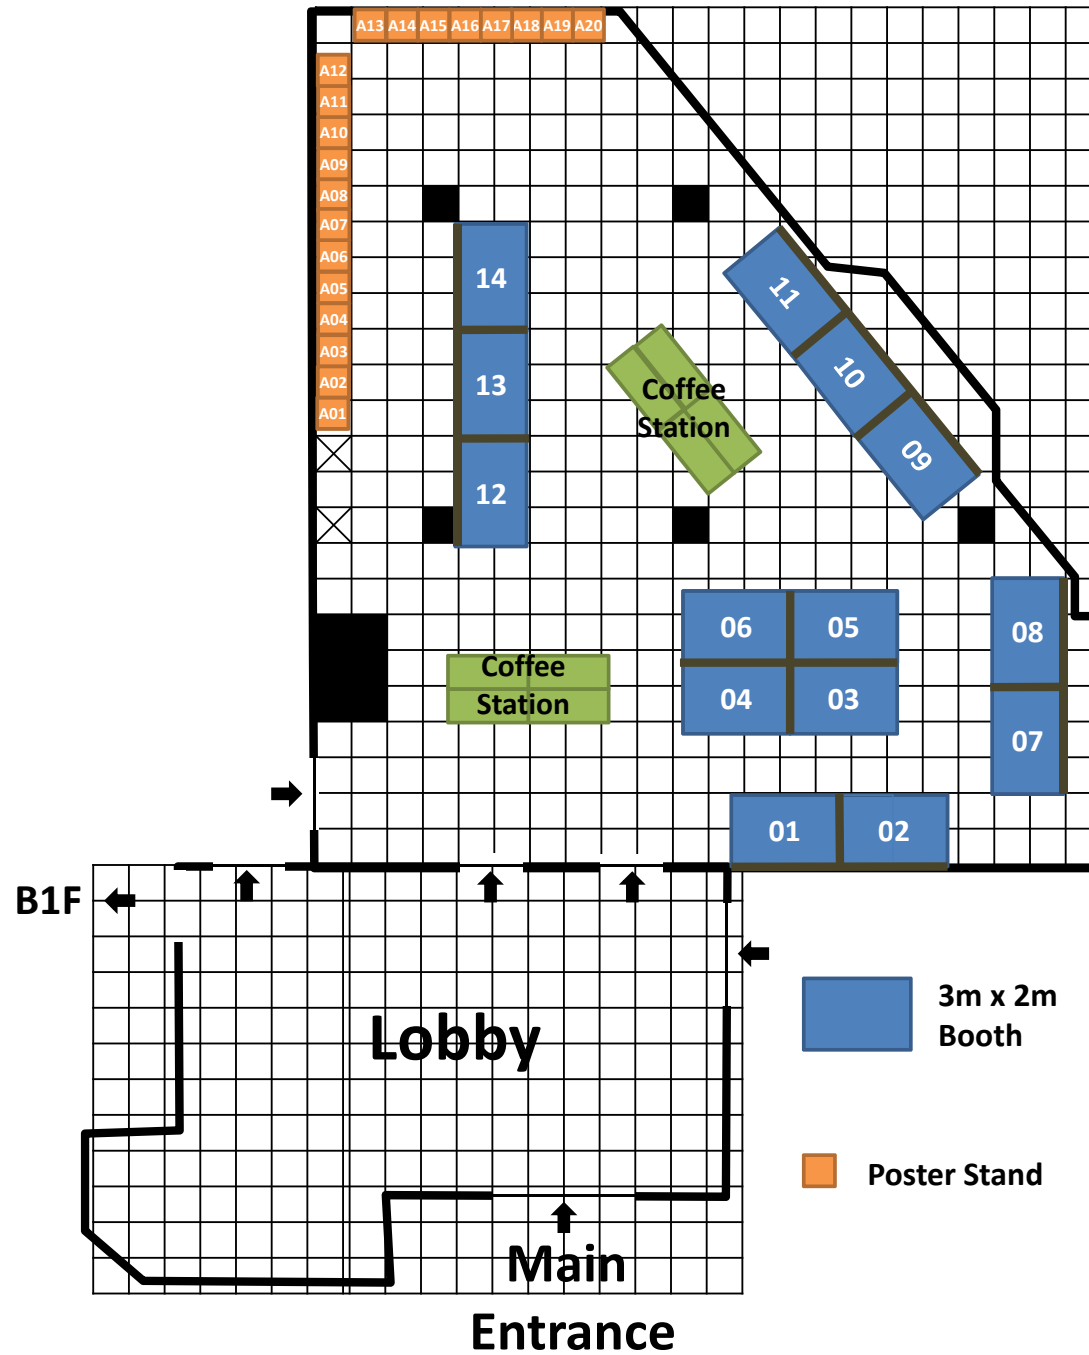 A13 A14 A15 A16 A17 A18 A19 A20
A12
A11
A10
A09
A08
A07
A06
A05
A04
A03
A02
A01
14
13
12
11
10
09
Coffee
Station
06 05
04 03
08
07
Coffee
Station
01 02
B1F
Lobby
3m x 2m
Booth
Poster Stand
Main
Entrance